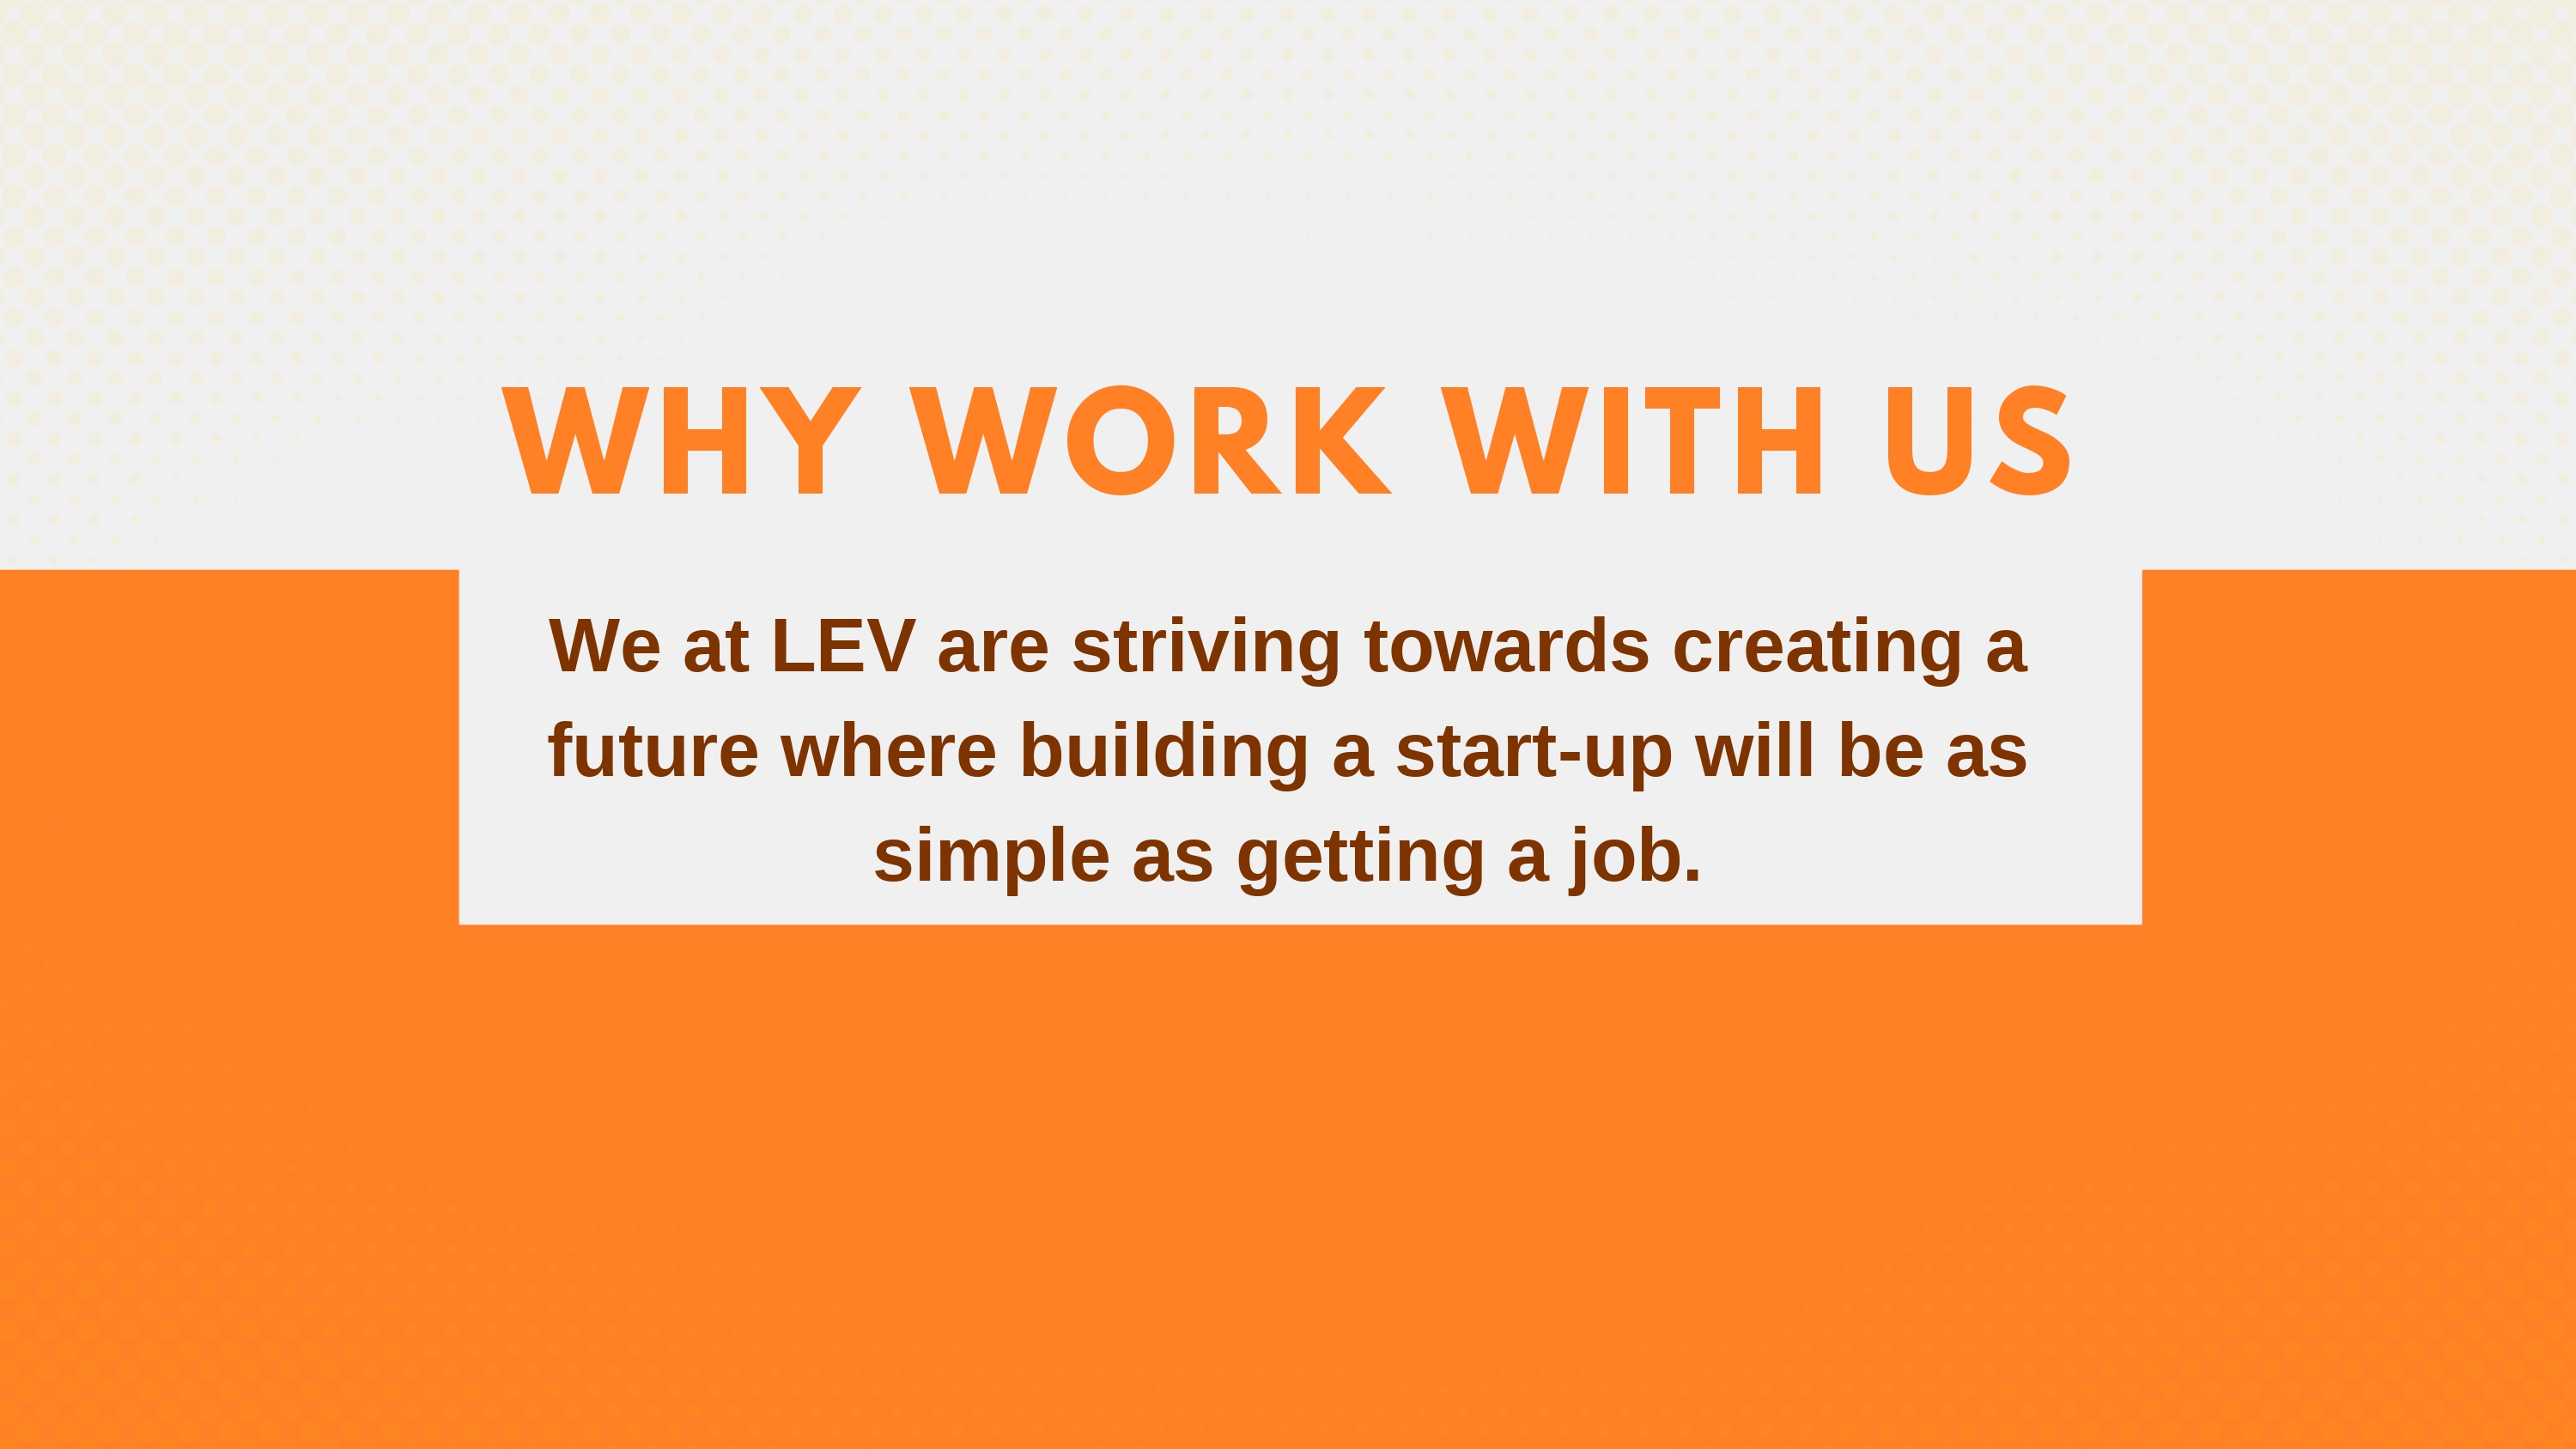 WHY WORK WITH US
We at LEV are striving towards creating a
future where building a start-up will be as
simple as getting a job.